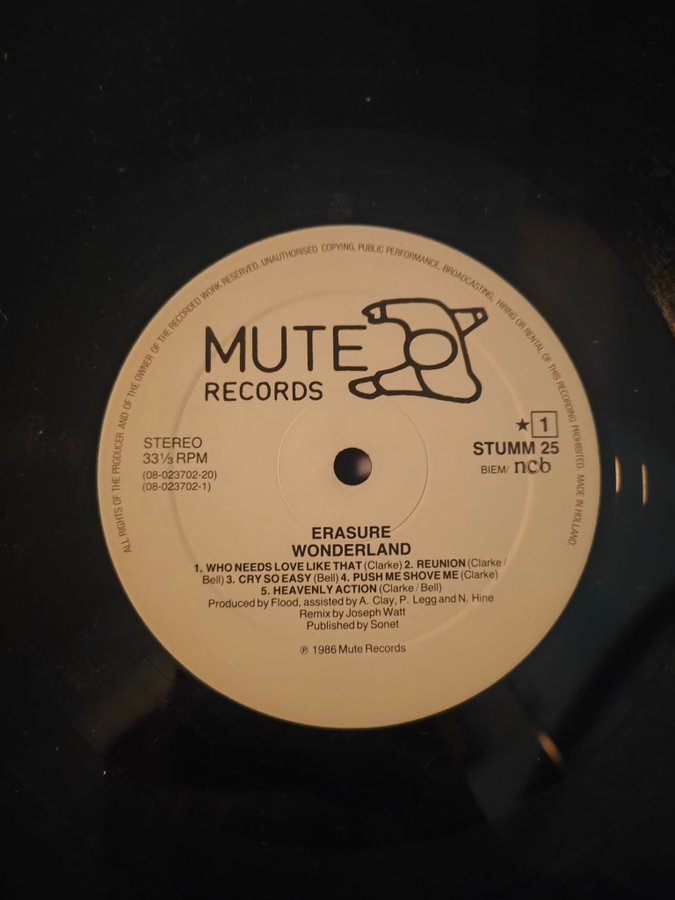 ALL RIGHTS OF THE PRODUCER AND OF THE OWNER OF THE RECORDED WORK RESERVED. UNAUTHORISED COPYING, PUBLIC PERFORMANCE, BROADCASTING, HIRING OR RENTAL OF THIS RECORDING PROHIBITED. MADE IN HOLLAND.
MUTE
RECORDS
STEREO
33⅓ RPM
(08-023702-20)
(08-023702-1)
★ 1
STUMM 25
BIEM/ ncb
ERASURE
WONDERLAND
1. WHO NEEDS LOVE LIKE THAT (Clarke) 2. REUNION (Clarke/
Bell) 3. CRY SO EASY (Bell) 4. PUSH ME SHOVE ME (Clarke)
5. HEAVENLY ACTION (Clarke/Bell)
Produced by Flood, assisted by A. Clay, P. Legg and N. Hine
Remix by Joseph Watt
Published by Sonet
℗ 1986 Mute Records